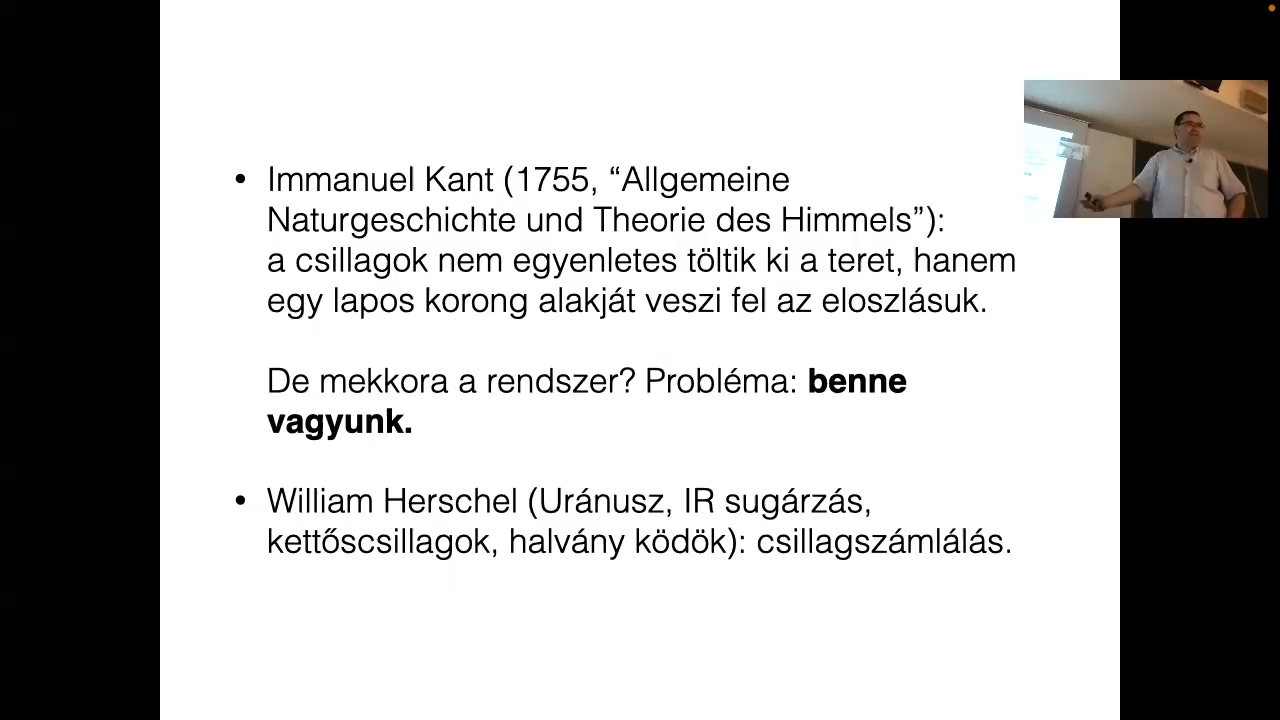 • Immanuel Kant (1755, “Allgemeine
Naturgeschichte und Theorie des Himmels”):
a csillagok nem egyenletes töltik ki a teret, hanem
egy lapos korong alakját veszi fel az eloszlásuk.
De mekkora a rendszer? Probléma: benne
vagyunk.
• William Herschel (Uránusz, IR sugárzás,
kettőscsillagok, halvány ködök): csillagszámlálás.